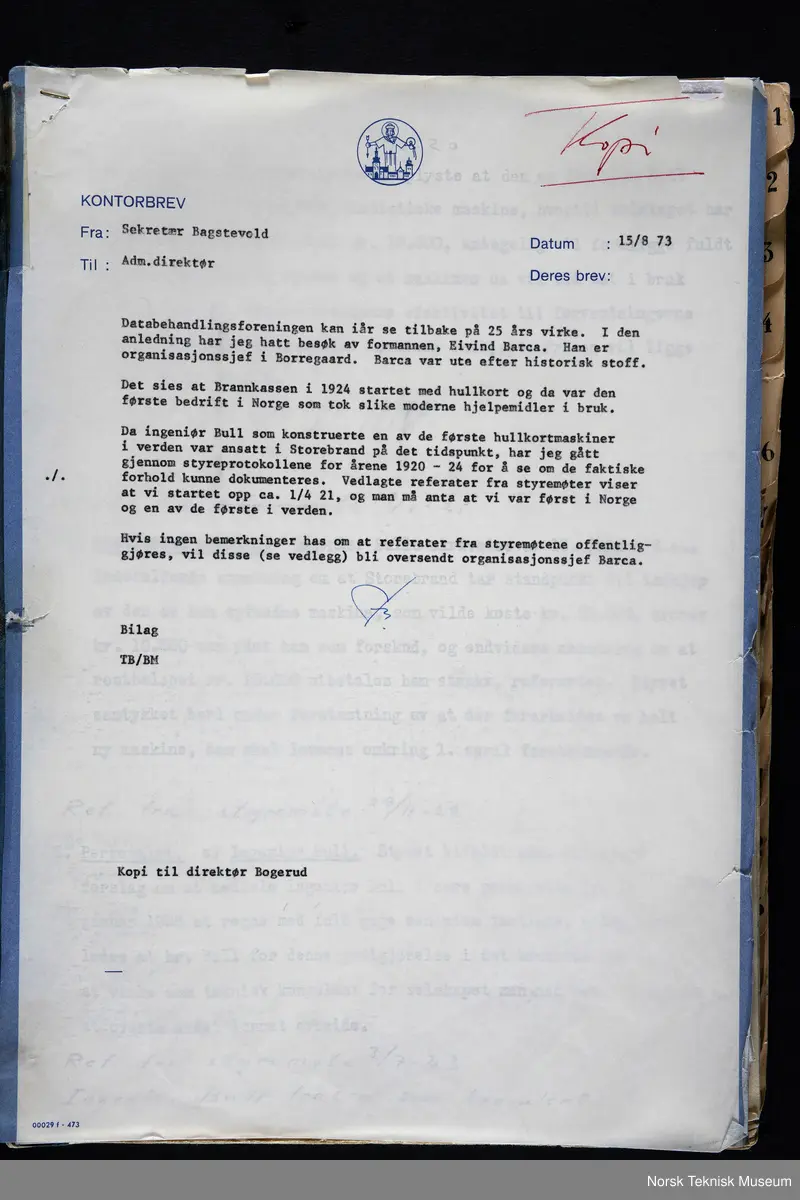 Kopi
KONTORBREV
Fra: Sekretær Bagstevold
Datum : 15/8 73
Til : Adm.direktør
Deres brev:
Databehandlingsforeningen kan iår se tilbake på 25 års virke. I den
anledning har jeg hatt besøk av formannen, Eivind Barca. Han er
organisasjonssjef i Borregaard. Barca var ute efter historisk stoff.
Det sies at Brannkassen i 1924 startet med hullkort og da var den
første bedrift i Norge som tok slike moderne hjelpemidler i bruk.
Da ingeniør Bull som konstruerte en av de første hullkortmaskiner
i verden var ansatt i Storebrand på det tidspunkt, har jeg gått
gjennom styreprotokollene for årene 1920 - 24 for å se om de faktiske
./. forhold kunne dokumenteres. Vedlagte referater fra styremøter viser
at vi startet opp ca. 1/4 21, og man må anta at vi var først i Norge
og en av de første i verden.
Hvis ingen bemerkninger has om at referater fra styremøtene offentlig-
gjøres, vil disse (se vedlegg) bli oversendt organisasjonssjef Barca.
Bilag
TB/BM
Kopi til direktør Bogerud
00029 f - 473
1
2
3
4
6
Norsk Teknisk Museum